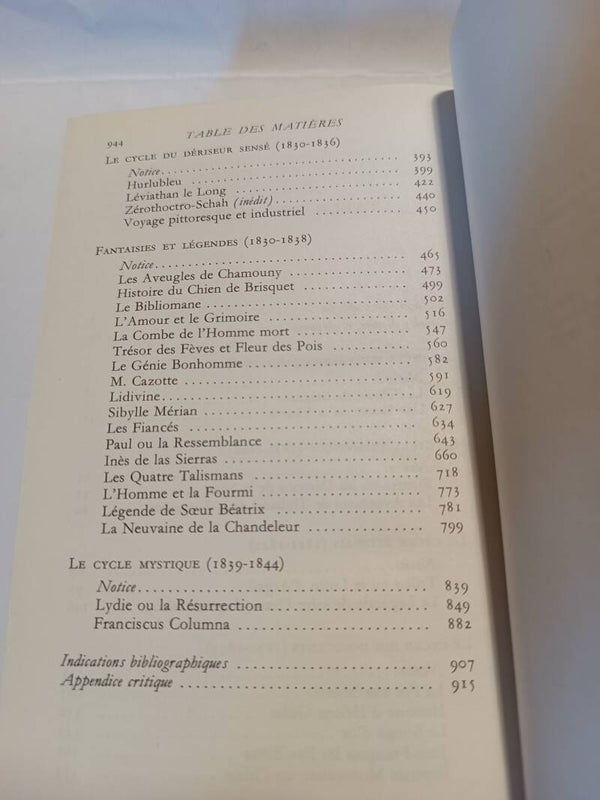 944 TABLE DES MATIÈRES
LE CYCLE DU DÉRISEUR SENSÉ (1830-1836)
Notice 393
Hurlubleu 399
Léviathan le Long 422
Zérothoctro-Schah (inédit) 440
Voyage pittoresque et industriel 450
FANTAISIES ET LÉGENDES (1830-1838)
Notice 465
Les Aveugles de Chamouny 473
Histoire du Chien de Brisquet 499
Le Bibliomane 502
L'Amour et le Grimoire 516
La Combe de l'Homme mort 547
Trésor des Fèves et Fleur des Pois 560
Le Génie Bonhomme 582
M. Cazotte 591
Lidivine 619
Sibylle Mérian 627
Les Fiancés 634
Paul ou la Ressemblance 643
Inès de las Sierras 660
Les Quatre Talismans 718
L'Homme et la Fourmi 773
Légende de Sœur Béatrix 781
La Neuvaine de la Chandeleur 799
LE CYCLE MYSTIQUE (1839-1844)
Notice 839
Lydie ou la Résurrection 849
Franciscus Columna 882
Indications bibliographiques 907
Appendice critique 915